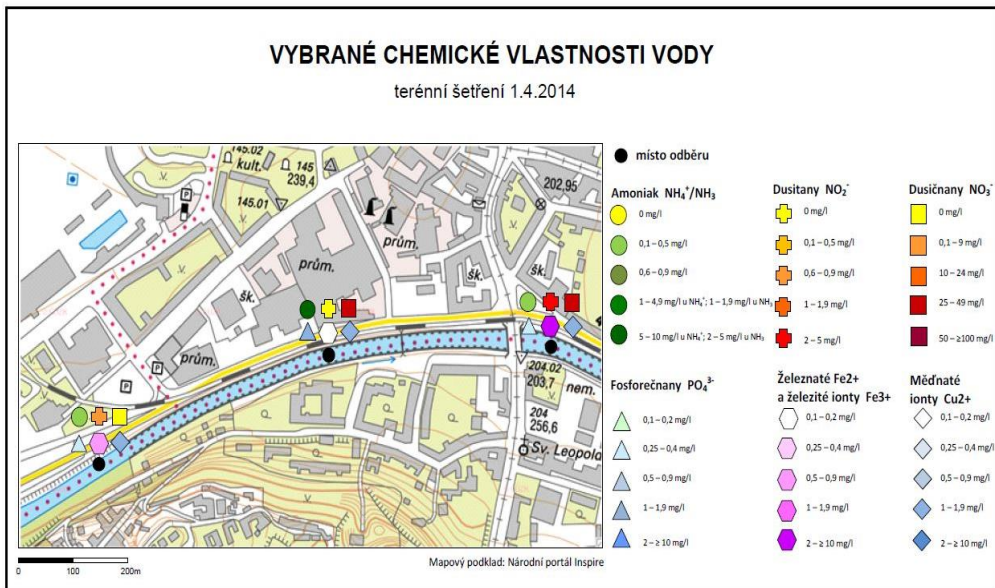 VYBRANÉ CHEMICKÉ VLASTNOSTI VODY
terénní šetření 1.4.2014
145.02
kult.
145
239,4
145.01
P
P
P
202,95
prům.
prům.
prům.
šk.
šk.
šk.
204.02
203,7
nem.
204
256,6
Sv. Leopold
4
místo odběru
Amoniak NH₄⁺/NH₃
0 mg/l
0,1 – 0,5 mg/l
0,6 – 0,9 mg/l
1 – 4,9 mg/l u NH₄⁺; 1 – 1,9 mg/l u NH₃
5 – 10 mg/l u NH₄⁺; 2 – 5 mg/l u NH₃
Dusitany NO₂⁻
0 mg/l
0,1 – 0,5 mg/l
0,6 – 0,9 mg/l
1 – 1,9 mg/l
2 – 5 mg/l
Dusičnany NO₃⁻
0 mg/l
0,1 – 9 mg/l
10 – 24 mg/l
25 – 49 mg/l
50 – ≥100 mg/l
Fosforečnany PO₄³⁻
0,1 – 0,2 mg/l
0,25 – 0,4 mg/l
0,5 – 0,9 mg/l
1 – 1,9 mg/l
2 – ≥ 10 mg/l
Železnaté Fe2+
a železité ionty Fe3+
0,1 – 0,2 mg/l
0,25 – 0,4 mg/l
0,5 – 0,9 mg/l
1 – 1,9 mg/l
2 – ≥ 10 mg/l
Měďnaté
ionty Cu2+
0,1 – 0,2 mg/l
0,25 – 0,4 mg/l
0,5 – 0,9 mg/l
1 – 1,9 mg/l
2 – ≥ 10 mg/l
Mapový podklad: Národní portál Inspire
0 100 200m